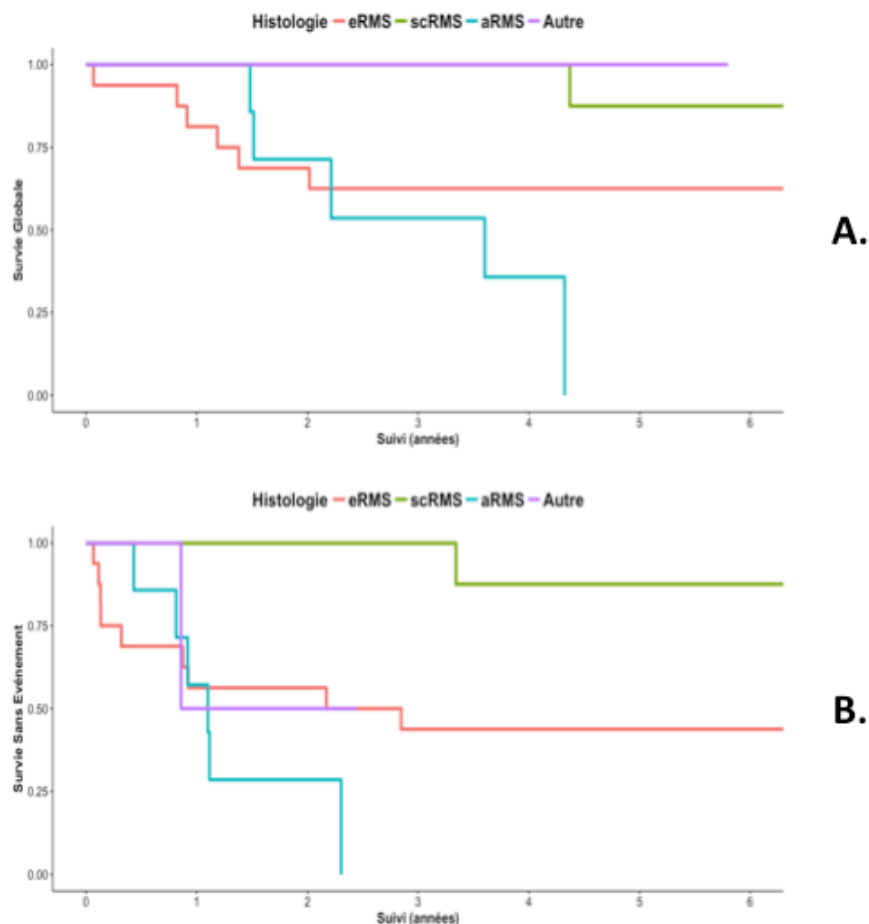 Histologie eRMS scRMS aRMS Autre
1.00
0.75
0.50
0.25
0.00
Survie Globale
0 1 2 3 4 5 6
Suivi (années)
A.
Histologie eRMS scRMS aRMS Autre
1.00
0.75
0.50
0.25
0.00
Survie Sans Evénement
0 1 2 3 4 5 6
Suivi (années)
B.